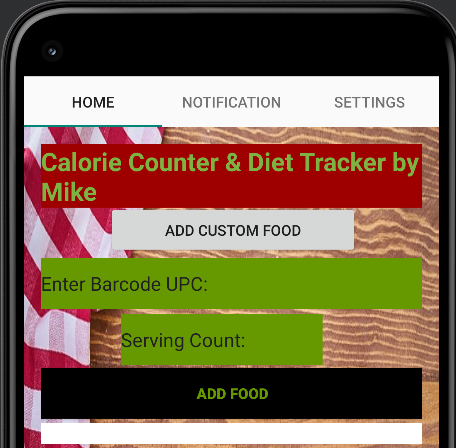 HOME NOTIFICATION SETTINGS
Calorie Counter & Diet Tracker by
Mike
ADD CUSTOM FOOD
Enter Barcode UPC:
Serving Count:
ADD FOOD